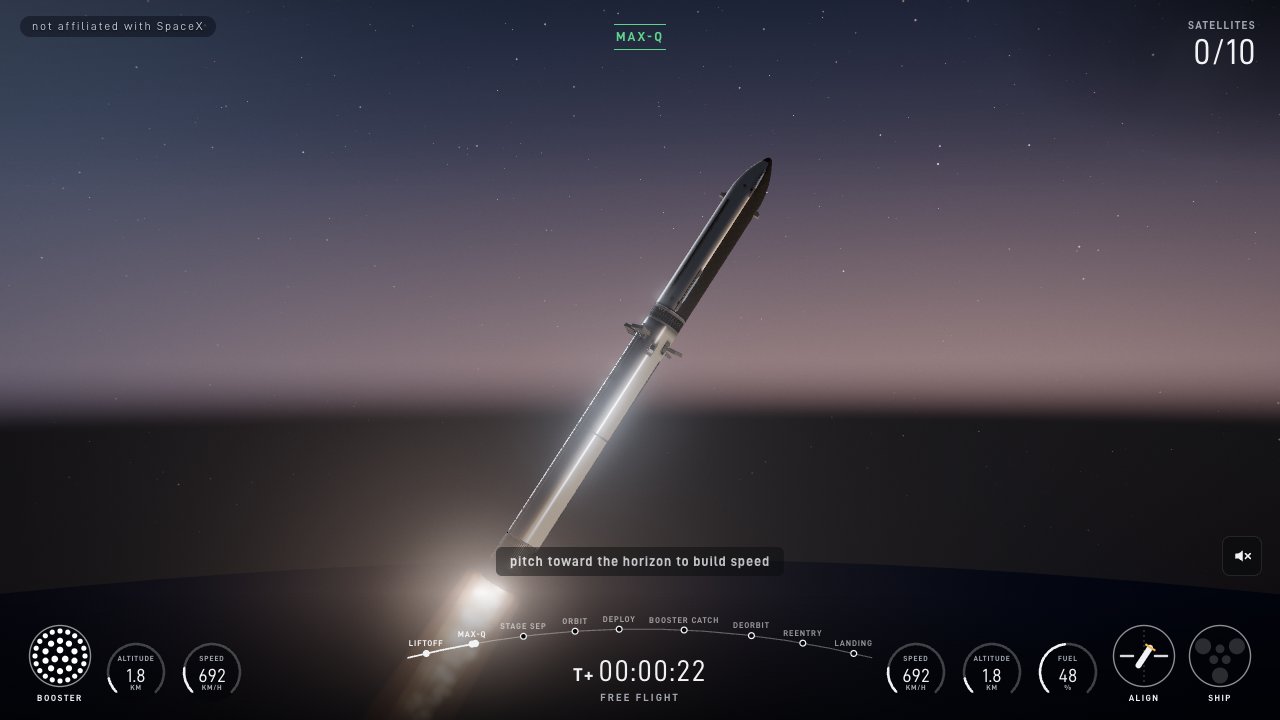 not affiliated with SpaceX
MAX-Q
SATELLITES
0/10
pitch toward the horizon to build speed
LIFTOFF
MAX-Q
STAGE SEP
ORBIT
DEPLOY
BOOSTER CATCH
DEORBIT
REENTRY
LANDING
BOOSTER
ALTITUDE
1.8
KM
SPEED
692
KM/H
T+ 00:00:22
FREE FLIGHT
SPEED
692
KM/H
ALTITUDE
1.8
KM
FUEL
48
%
ALIGN
SHIP